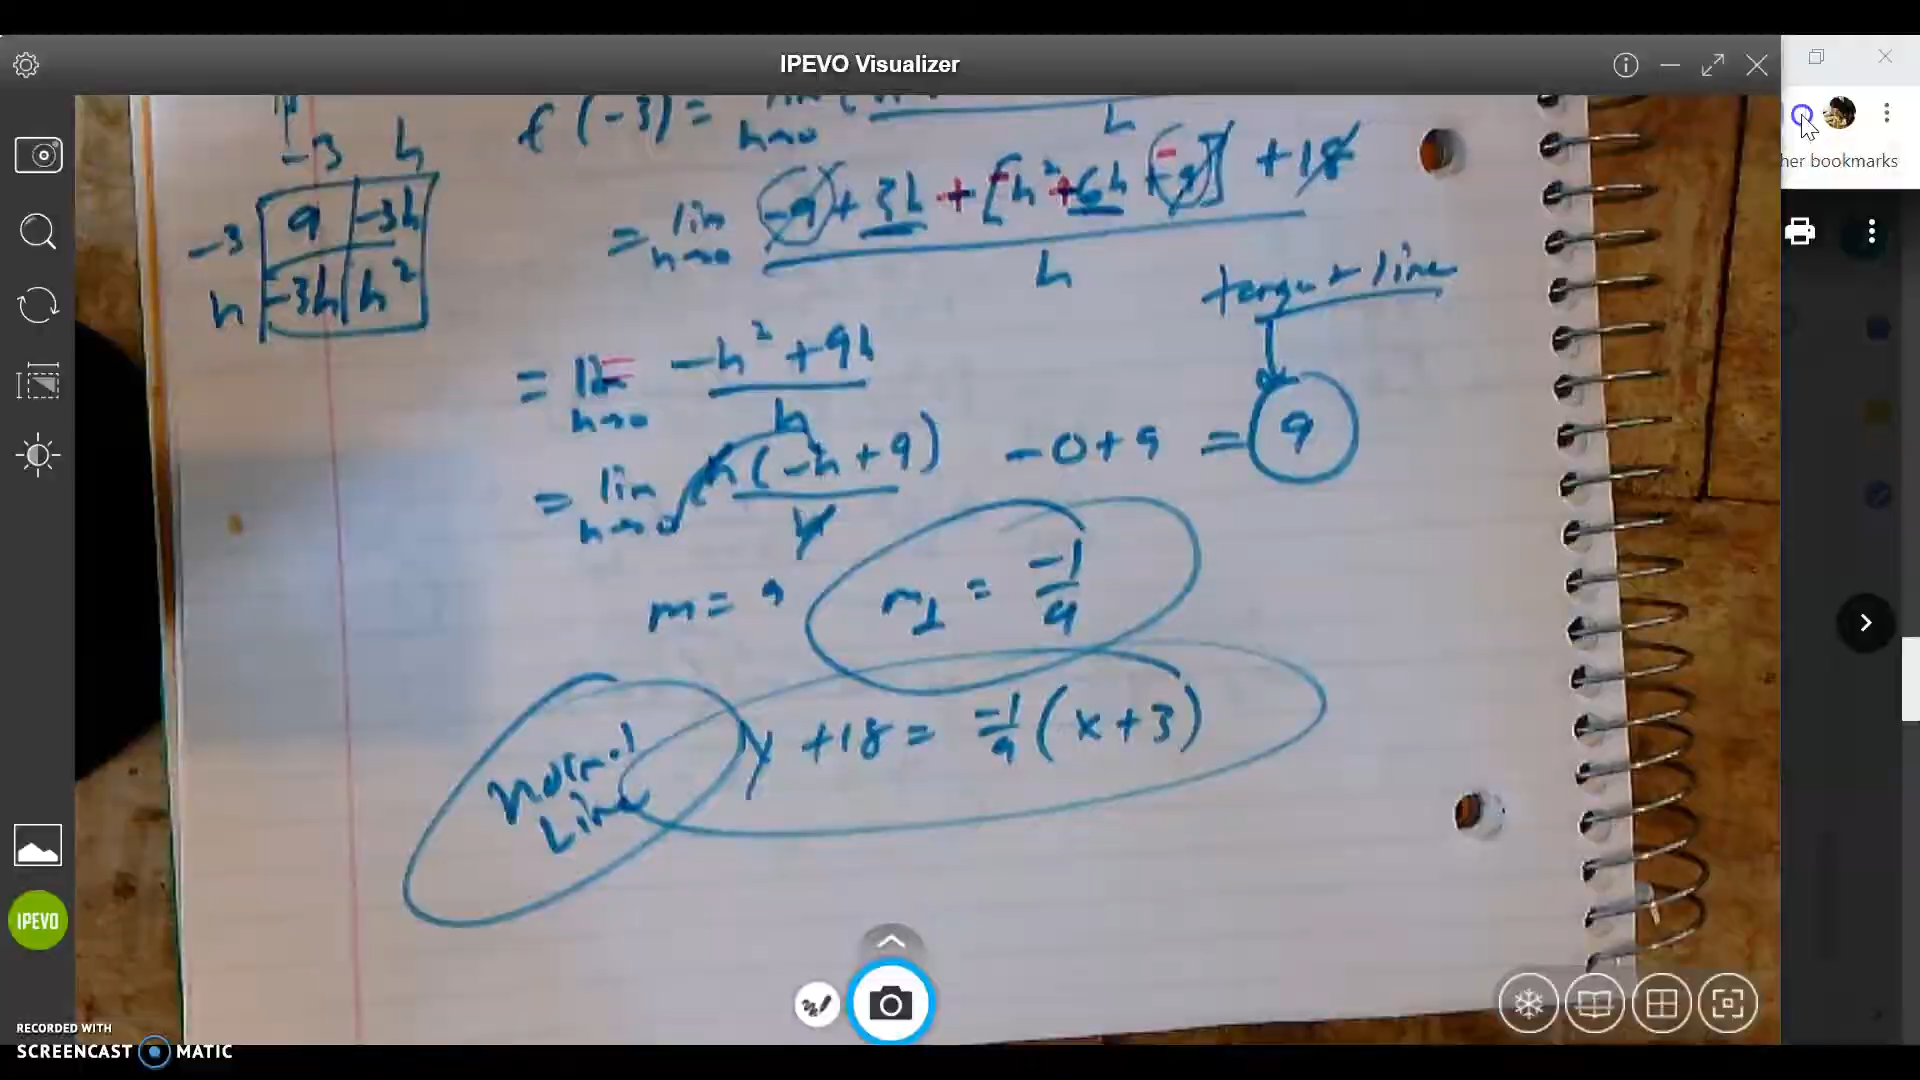 IPEVO Visualizer
her bookmarks
f (-3) = lim
h→0 h
-3 h
-3 9 -3h
h -3h h²
= lim -9 + 3h + [-h² + 6h - 9] + 18
h→0 h
tangent line
= lim -h² + 9h
h→0 h
= lim h(-h + 9) -0 + 9 = 9
h→0 h
m = 9 m⊥ = -1/9
Normal Line
y + 18 = -1/9 (x + 3)
IPEVO
RECORDED WITH
SCREENCAST MATIC